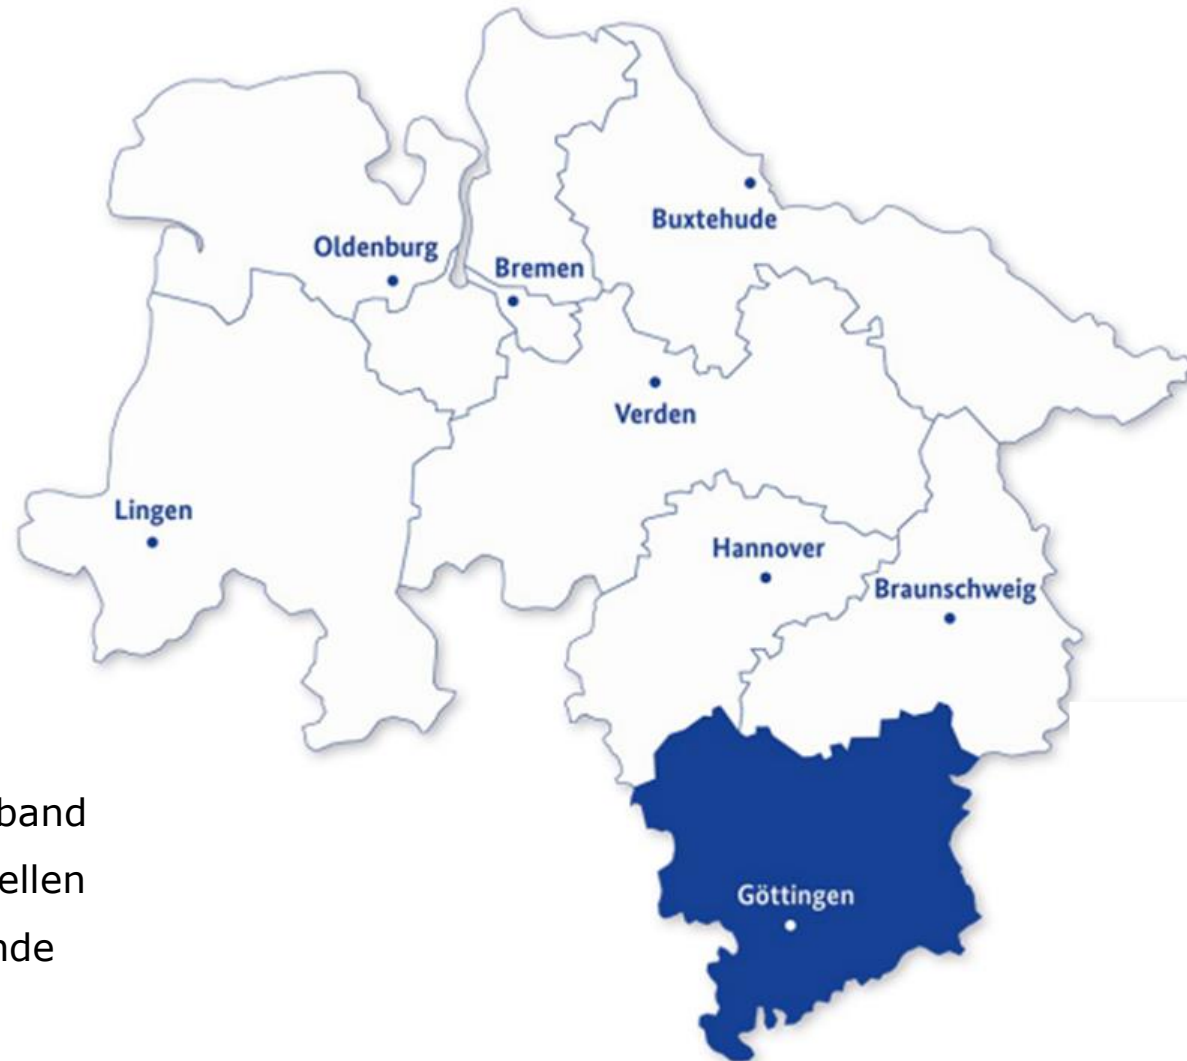 Buxtehude
Oldenburg
Bremen
Verden
Lingen
Hannover
Braunschweig
band
ellen
Göttingen
nde